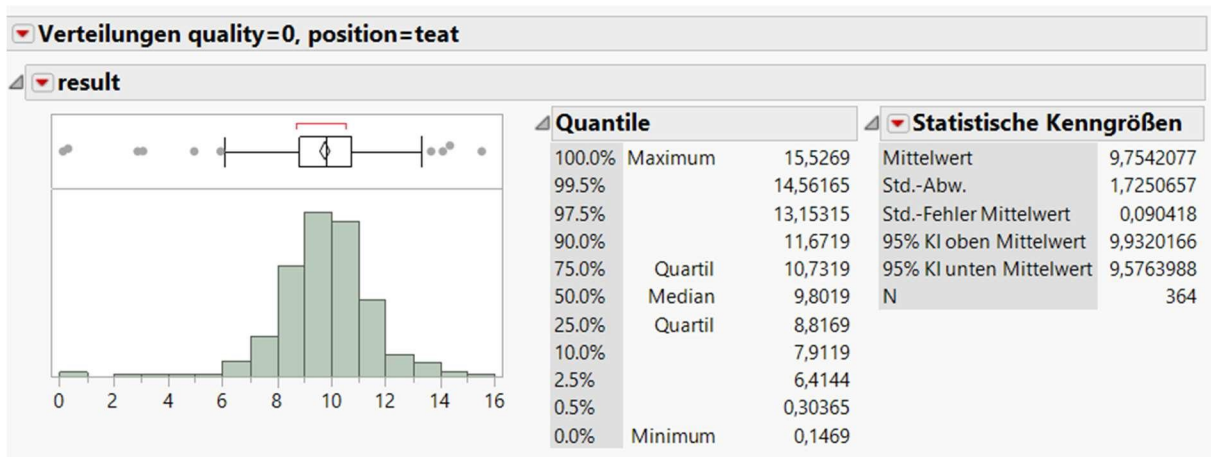 Verteilungen quality=0, position=teat
result
0 2 4 6 8 10 12 14 16
Quantile
100.0% Maximum 15,5269
99.5% 14,56165
97.5% 13,15315
90.0% 11,6719
75.0% Quartil 10,7319
50.0% Median 9,8019
25.0% Quartil 8,8169
10.0% 7,9119
2.5% 6,4144
0.5% 0,30365
0.0% Minimum 0,1469
Statistische Kenngrößen
Mittelwert 9,7542077
Std.-Abw. 1,7250657
Std.-Fehler Mittelwert 0,090418
95% KI oben Mittelwert 9,9320166
95% KI unten Mittelwert 9,5763988
N 364